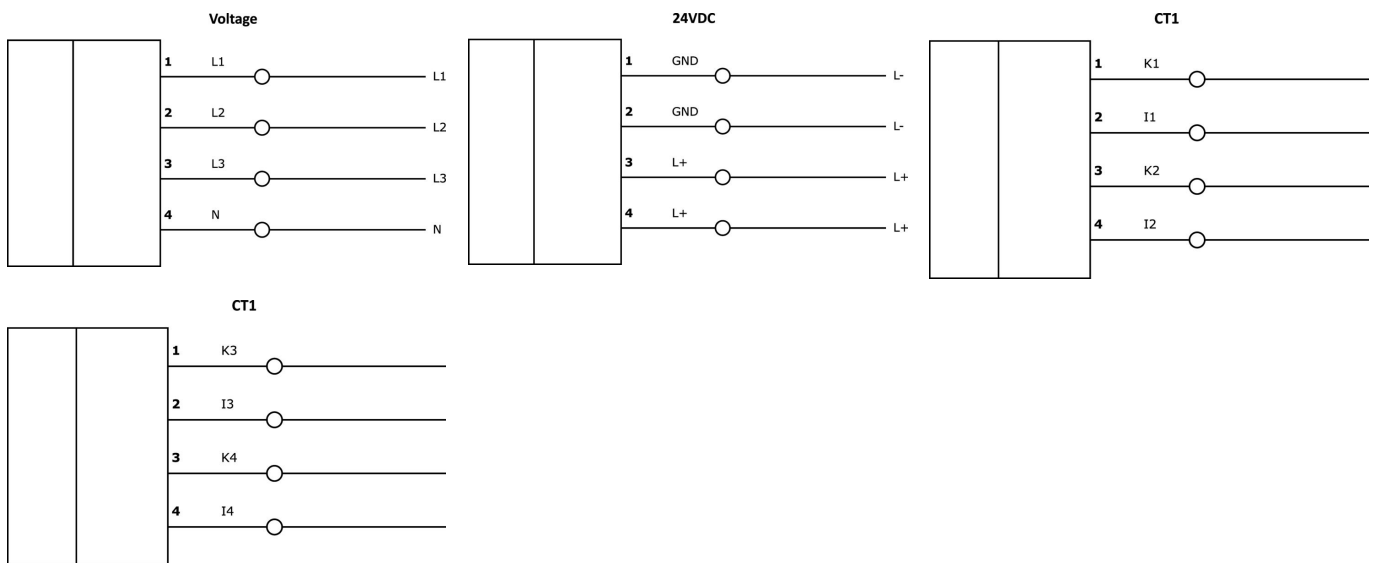 Voltage
1 L1 L1
2 L2 L2
3 L3 L3
4 N N
24VDC
1 GND L-
2 GND L-
3 L+ L+
4 L+ L+
CT1
1 K1
2 I1
3 K2
4 I2
CT1
1 K3
2 I3
3 K4
4 I4